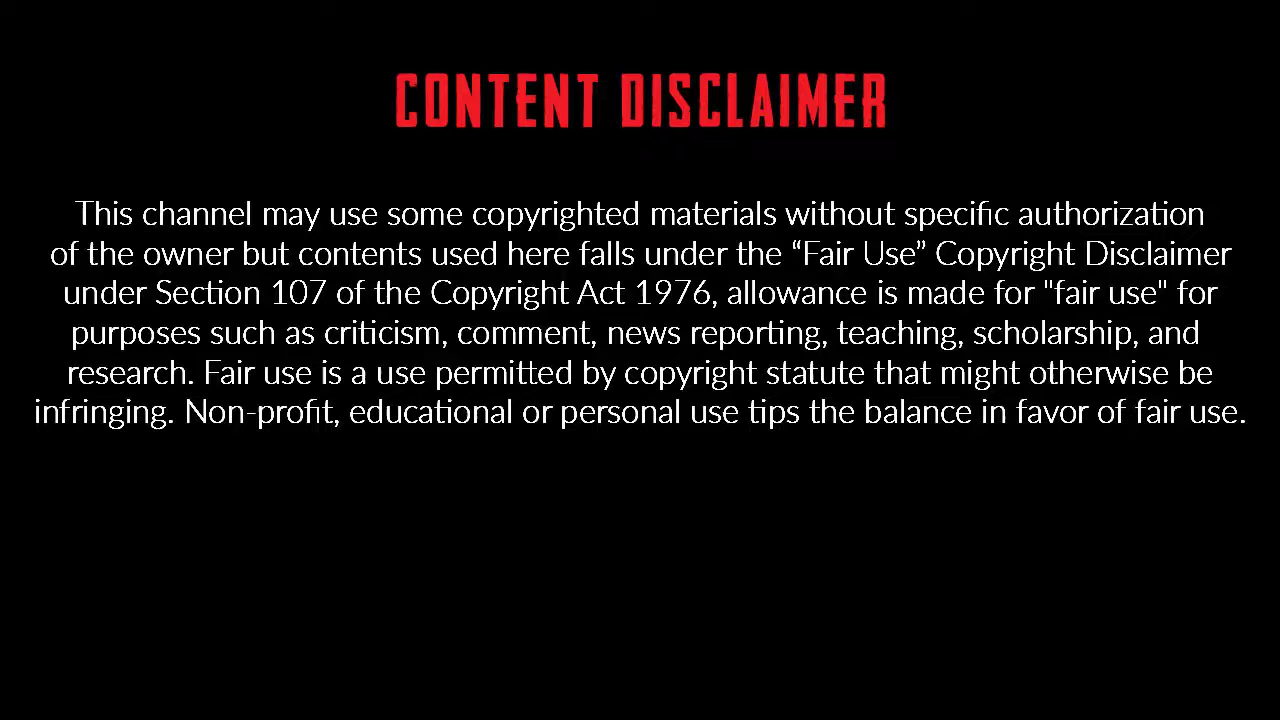 CONTENT DISCLAIMER
This channel may use some copyrighted materials without specific authorization
of the owner but contents used here falls under the “Fair Use” Copyright Disclaimer
under Section 107 of the Copyright Act 1976, allowance is made for "fair use" for
purposes such as criticism, comment, news reporting, teaching, scholarship, and
research. Fair use is a use permitted by copyright statute that might otherwise be
infringing. Non-profit, educational or personal use tips the balance in favor of fair use.